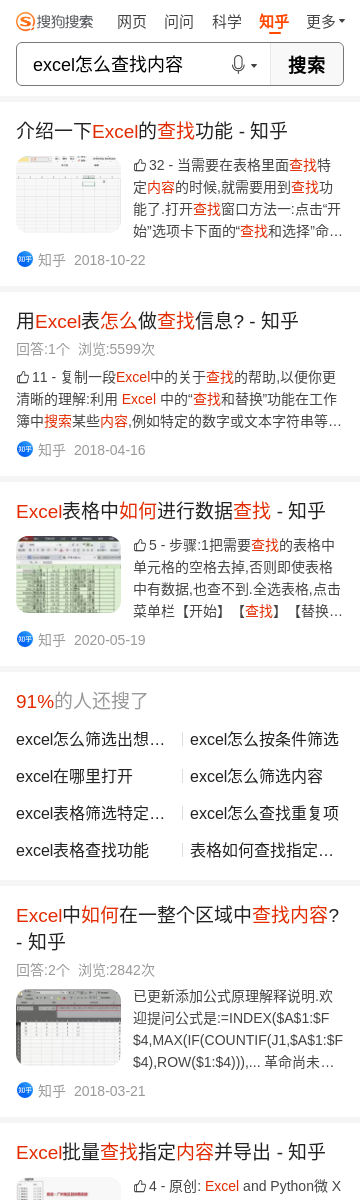 搜狗搜索 网页 问问 科学 知乎 更多
excel怎么查找内容 搜索
介绍一下Excel的查找功能 - 知乎
32 - 当需要在表格里面查找特
定内容的时候,就需要用到查找功
能了.打开查找窗口方法一:点击“开
始”选项卡下面的“查找和选择”命...
知乎 知乎 2018-10-22
用Excel表怎么做查找信息? - 知乎
回答:1个 浏览:5599次
11 - 复制一段Excel中的关于查找的帮助,以便你更
清晰的理解:利用 Excel 中的“查找和替换”功能在工作
簿中搜索某些内容,例如特定的数字或文本字符串等...
知乎 知乎 2018-04-16
Excel表格中如何进行数据查找 - 知乎
5 - 步骤:1把需要查找的表格中
单元格的空格去掉,否则即使表格
中有数据,也查不到.全选表格,点击
菜单栏【开始】【查找】【替换...
知乎 知乎 2020-05-19
91%的人还搜了
excel怎么筛选出想... excel怎么按条件筛选
excel在哪里打开 excel怎么筛选内容
excel表格筛选特定... excel怎么查找重复项
excel表格查找功能 表格如何查找指定...
Excel中如何在一整个区域中查找内容?
- 知乎
回答:2个 浏览:2842次
已更新添加公式原理解释说明.欢
迎提问公式是:=INDEX($A$1:$F
$4,MAX(IF(COUNTIF(J1,$A$1:$F
$4),ROW($1:$4))),... 革命尚未...
知乎 知乎 2018-03-21
Excel批量查找指定内容并导出 - 知乎
4 - 原创: Excel and Python微 X